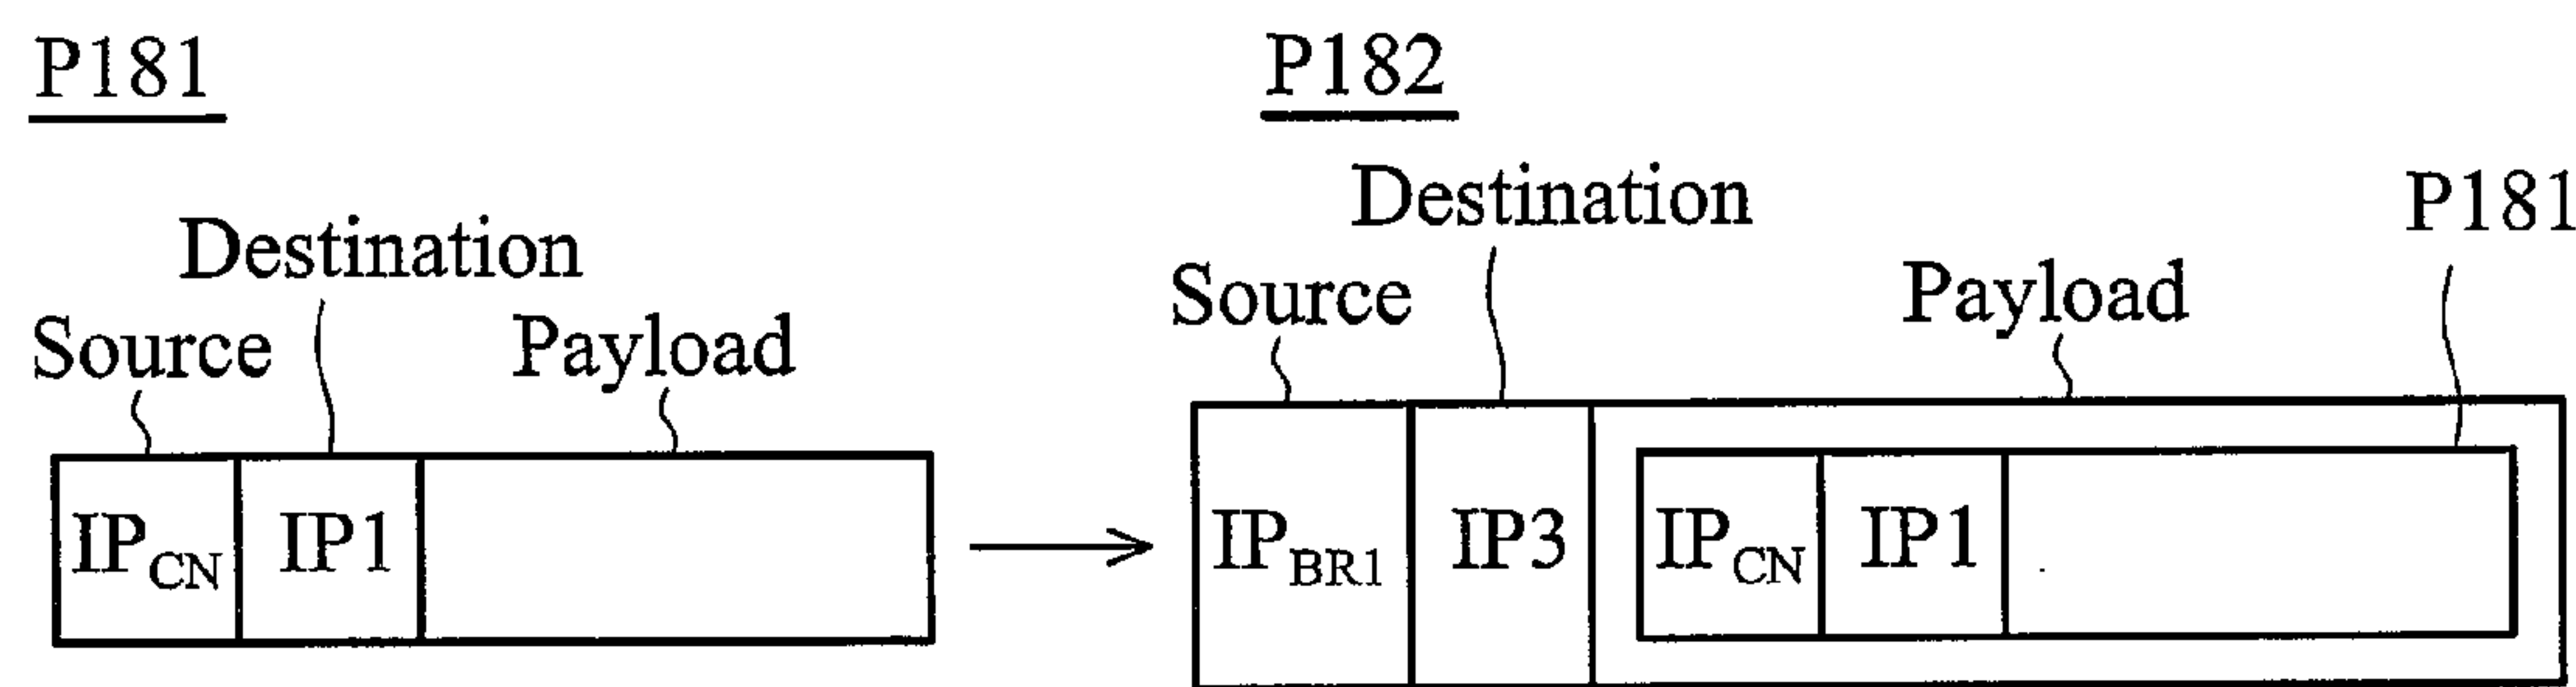 P181
P182
Destination
Source
Payload
IPCN
IP1
Destination
Source
Payload
P181
IPBR1
IP3
IPCN
IP1